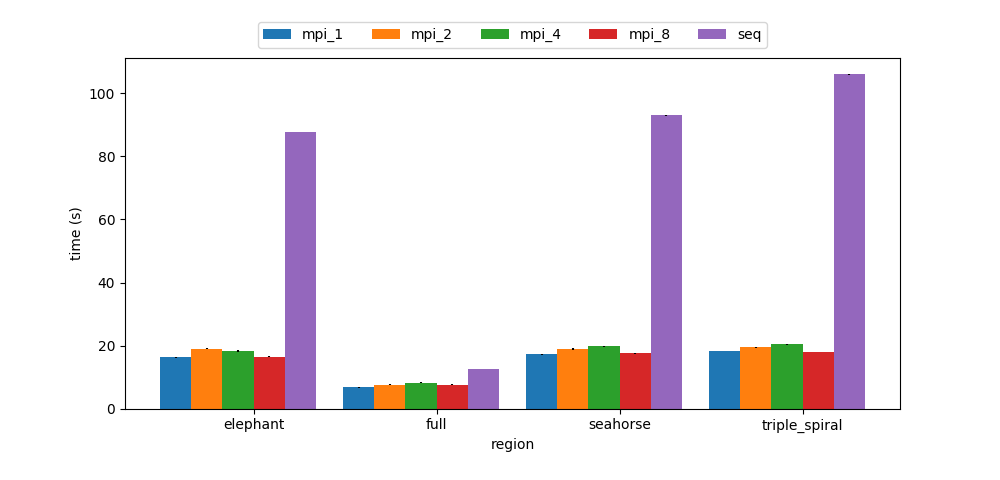 mpi_1 mpi_2 mpi_4 mpi_8 seq
100
80
60
40
20
0
time (s)
elephant full seahorse triple_spiral
region